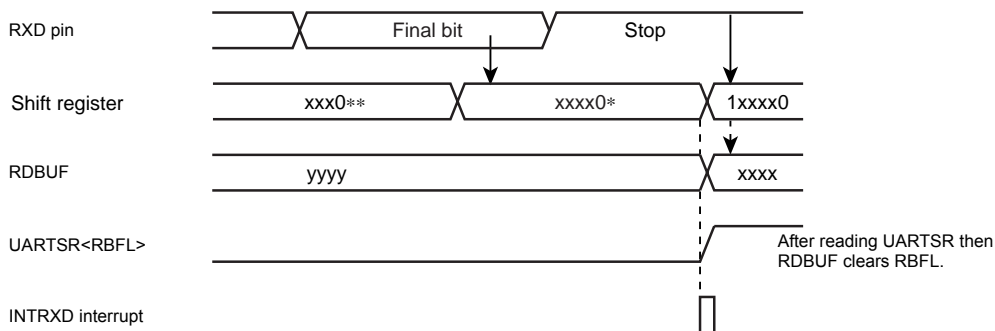 RXD pin
Final bit
Stop
Shift register
xxx0**
xxxx0*
1xxxx0
RDBUF
yyyy
xxxx
UARTSR<RBFL>
After reading UARTSR then
RDBUF clears RBFL.
INTRXD interrupt